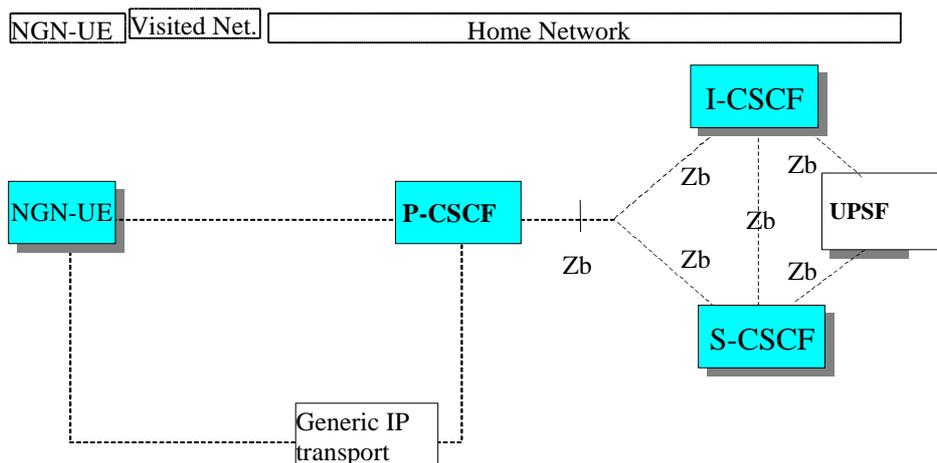 NGN-UE
Visited Net.
Home Network
I-CSCF
Zb
Zb
NGN-UE
P-CSCF
UPSF
Zb
Zb
Zb
Zb
S-CSCF
Generic IP
transport